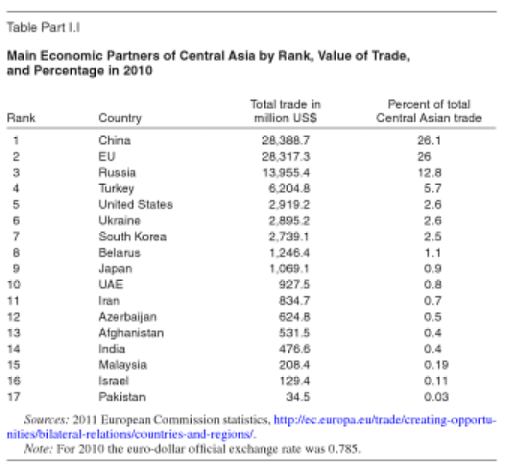 Table Part I.I
Main Economic Partners of Central Asia by Rank, Value of Trade,
and Percentage in 2010
Rank Country Total trade in million US$ Percent of total Central Asian trade
1 China 28,388.7 26.1
2 EU 28,317.3 26
3 Russia 13,955.4 12.8
4 Turkey 6,204.8 5.7
5 United States 2,919.2 2.6
6 Ukraine 2,895.2 2.6
7 South Korea 2,739.1 2.5
8 Belarus 1,246.4 1.1
9 Japan 1,069.1 0.9
10 UAE 927.5 0.8
11 Iran 834.7 0.7
12 Azerbaijan 624.8 0.5
13 Afghanistan 531.5 0.4
14 India 476.6 0.4
15 Malaysia 208.4 0.19
16 Israel 129.4 0.11
17 Pakistan 34.5 0.03
Sources: 2011 European Commission statistics, http://ec.europa.eu/trade/creating-opportu-
nities/bilateral-relations/countries-and-regions/.
Note: For 2010 the euro-dollar official exchange rate was 0.785.